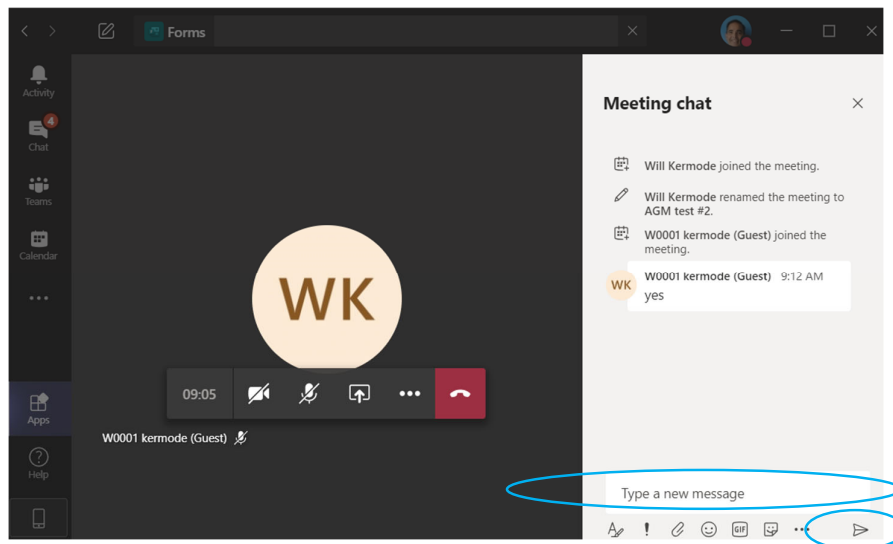 Forms
Activity
4
Chat
Teams
Calendar
Apps
Help
WK
09:05
W0001 kermode (Guest)
Meeting chat
Will Kermode joined the meeting.
Will Kermode renamed the meeting to
AGM test #2.
W0001 kermode (Guest) joined the
meeting.
WK
W0001 kermode (Guest) 9:12 AM
yes
Type a new message
GIF